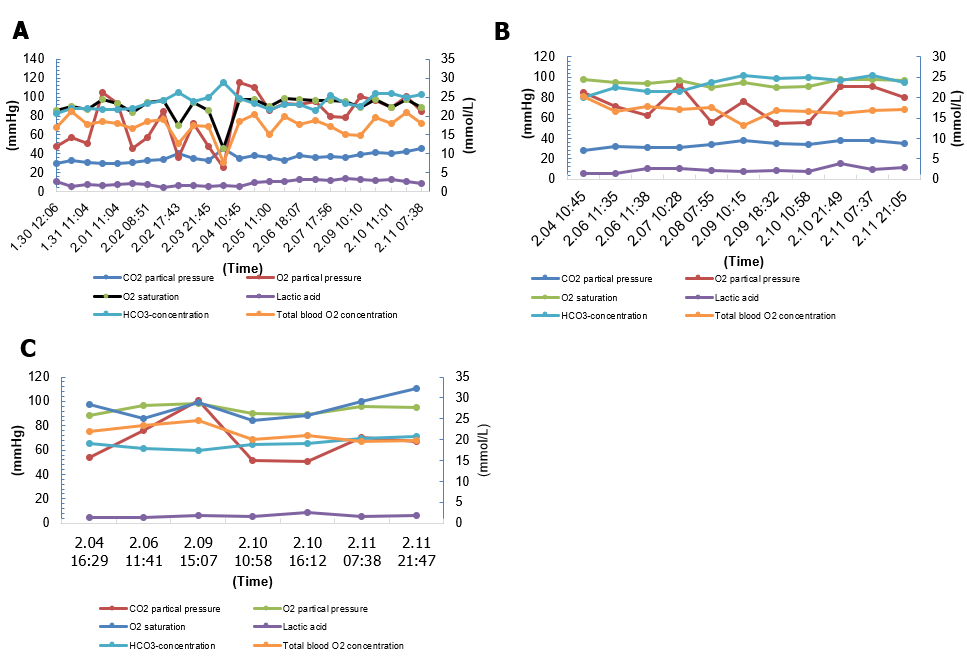 A
140
120
100
80
60
40
20
0
(mmHg)
35
30
25
20
15
10
5
0
(mmol/L)
1.30 12:06
1.31 11:04
2.01 11:04
2.02 08:51
2.02 17:43
2.03 21:45
2.04 10:45
2.05 11:00
2.06 18:07
2.07 17:56
2.09 10:10
2.10 11:01
2.11 07:38
(Time)
CO2 partical pressure
O2 partical pressure
O2 saturation
Lactic acid
HCO3-concentration
Total blood O2 concentration
B
120
100
80
60
40
20
0
(mmHg)
30
25
20
15
10
5
0
(mmol/L)
2.04 10:45
2.06 11:35
2.06 11:38
2.07 10:28
2.08 07:55
2.09 10:15
2.09 18:32
2.10 10:58
2.10 21:49
2.11 07:37
2.11 21:05
(Time)
CO2 partical pressure
O2 partical pressure
O2 saturation
Lactic acid
HCO3-concentration
Total blood O2 concentration
C
120
100
80
60
40
20
0
(mmHg)
35
30
25
20
15
10
5
0
(mmol/L)
2.04 2.06 2.09 2.10 2.10 2.11 2.11
16:29 11:41 15:07 10:58 16:12 07:38 21:47
(Time)
CO2 partical pressure
O2 partical pressure
O2 saturation
Lactic acid
HCO3-concentration
Total blood O2 concentration